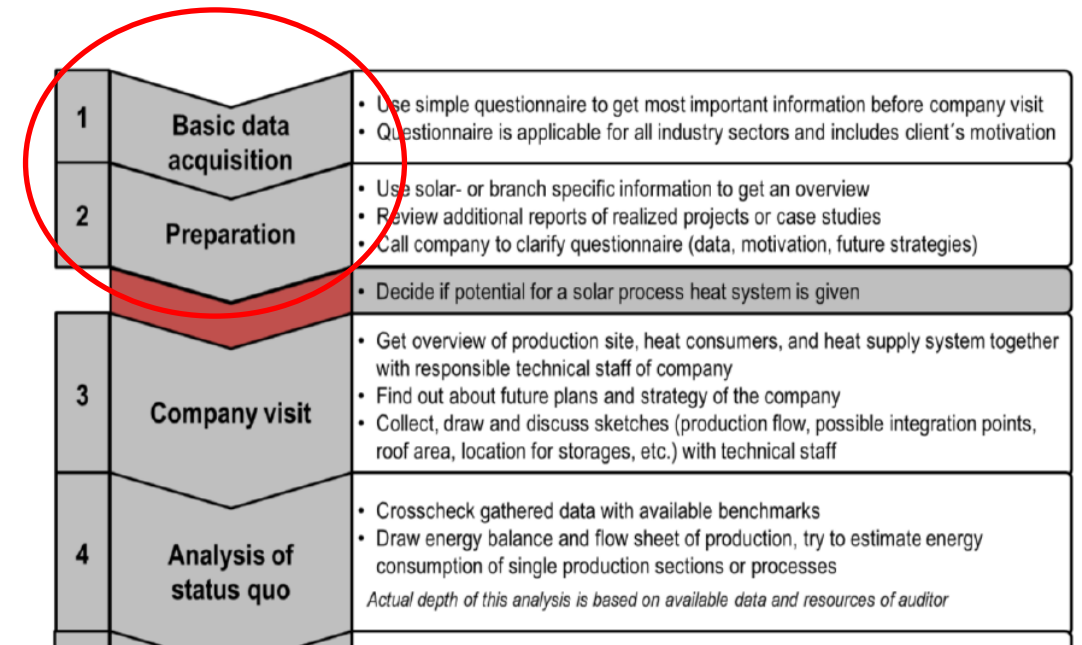 1
Basic data
acquisition
• Use simple questionnaire to get most important information before company visit
• Questionnaire is applicable for all industry sectors and includes client´s motivation
2
Preparation
• Use solar- or branch specific information to get an overview
• Review additional reports of realized projects or case studies
• Call company to clarify questionnaire (data, motivation, future strategies)
• Decide if potential for a solar process heat system is given
3
Company visit
• Get overview of production site, heat consumers, and heat supply system together
with responsible technical staff of company
• Find out about future plans and strategy of the company
• Collect, draw and discuss sketches (production flow, possible integration points,
roof area, location for storages, etc.) with technical staff
4
Analysis of
status quo
• Crosscheck gathered data with available benchmarks
• Draw energy balance and flow sheet of production, try to estimate energy
consumption of single production sections or processes
Actual depth of this analysis is based on available data and resources of auditor